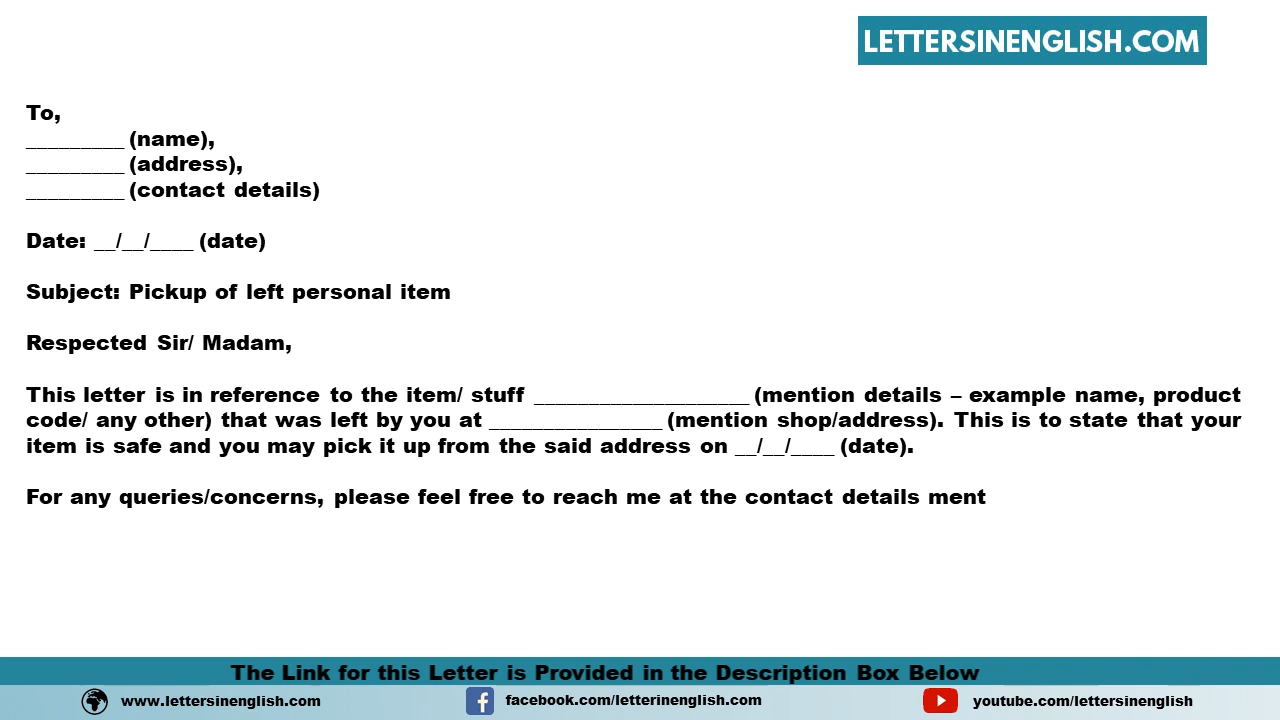 LETTERSINENGLISH.COM
To,
_________ (name),
_________ (address),
_________ (contact details)
Date: __/__/____ (date)
Subject: Pickup of left personal item
Respected Sir/ Madam,
This letter is in reference to the item/ stuff ____________________ (mention details – example name, product
code/ any other) that was left by you at ________________ (mention shop/address). This is to state that your
item is safe and you may pick it up from the said address on __/__/____ (date).
For any queries/concerns, please feel free to reach me at the contact details ment
The Link for this Letter is Provided in the Description Box Below
www.lettersinenglish.com facebook.com/letterinenglish.com youtube.com/lettersinenglish